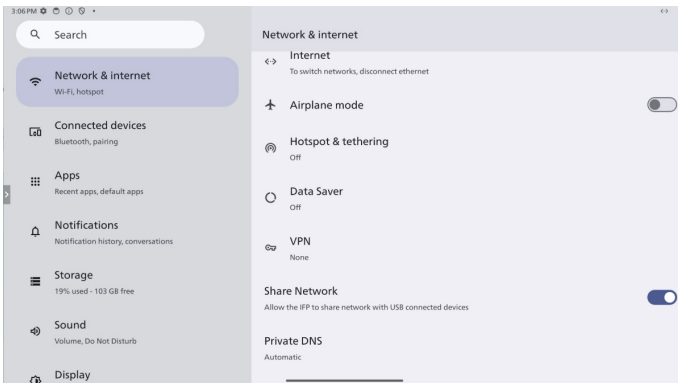 3:06 PM
Search
Network & internet
Wi-Fi, hotspot
Connected devices
Bluetooth, pairing
Apps
Recent apps, default apps
Notifications
Notification history, conversations
Storage
19% used - 103 GB free
Sound
Volume, Do Not Disturb
Display
Network & internet
Internet
To switch networks, disconnect ethernet
Airplane mode
Hotspot & tethering
Off
Data Saver
Off
VPN
None
Share Network
Allow the IFP to share network with USB connected devices
Private DNS
Automatic